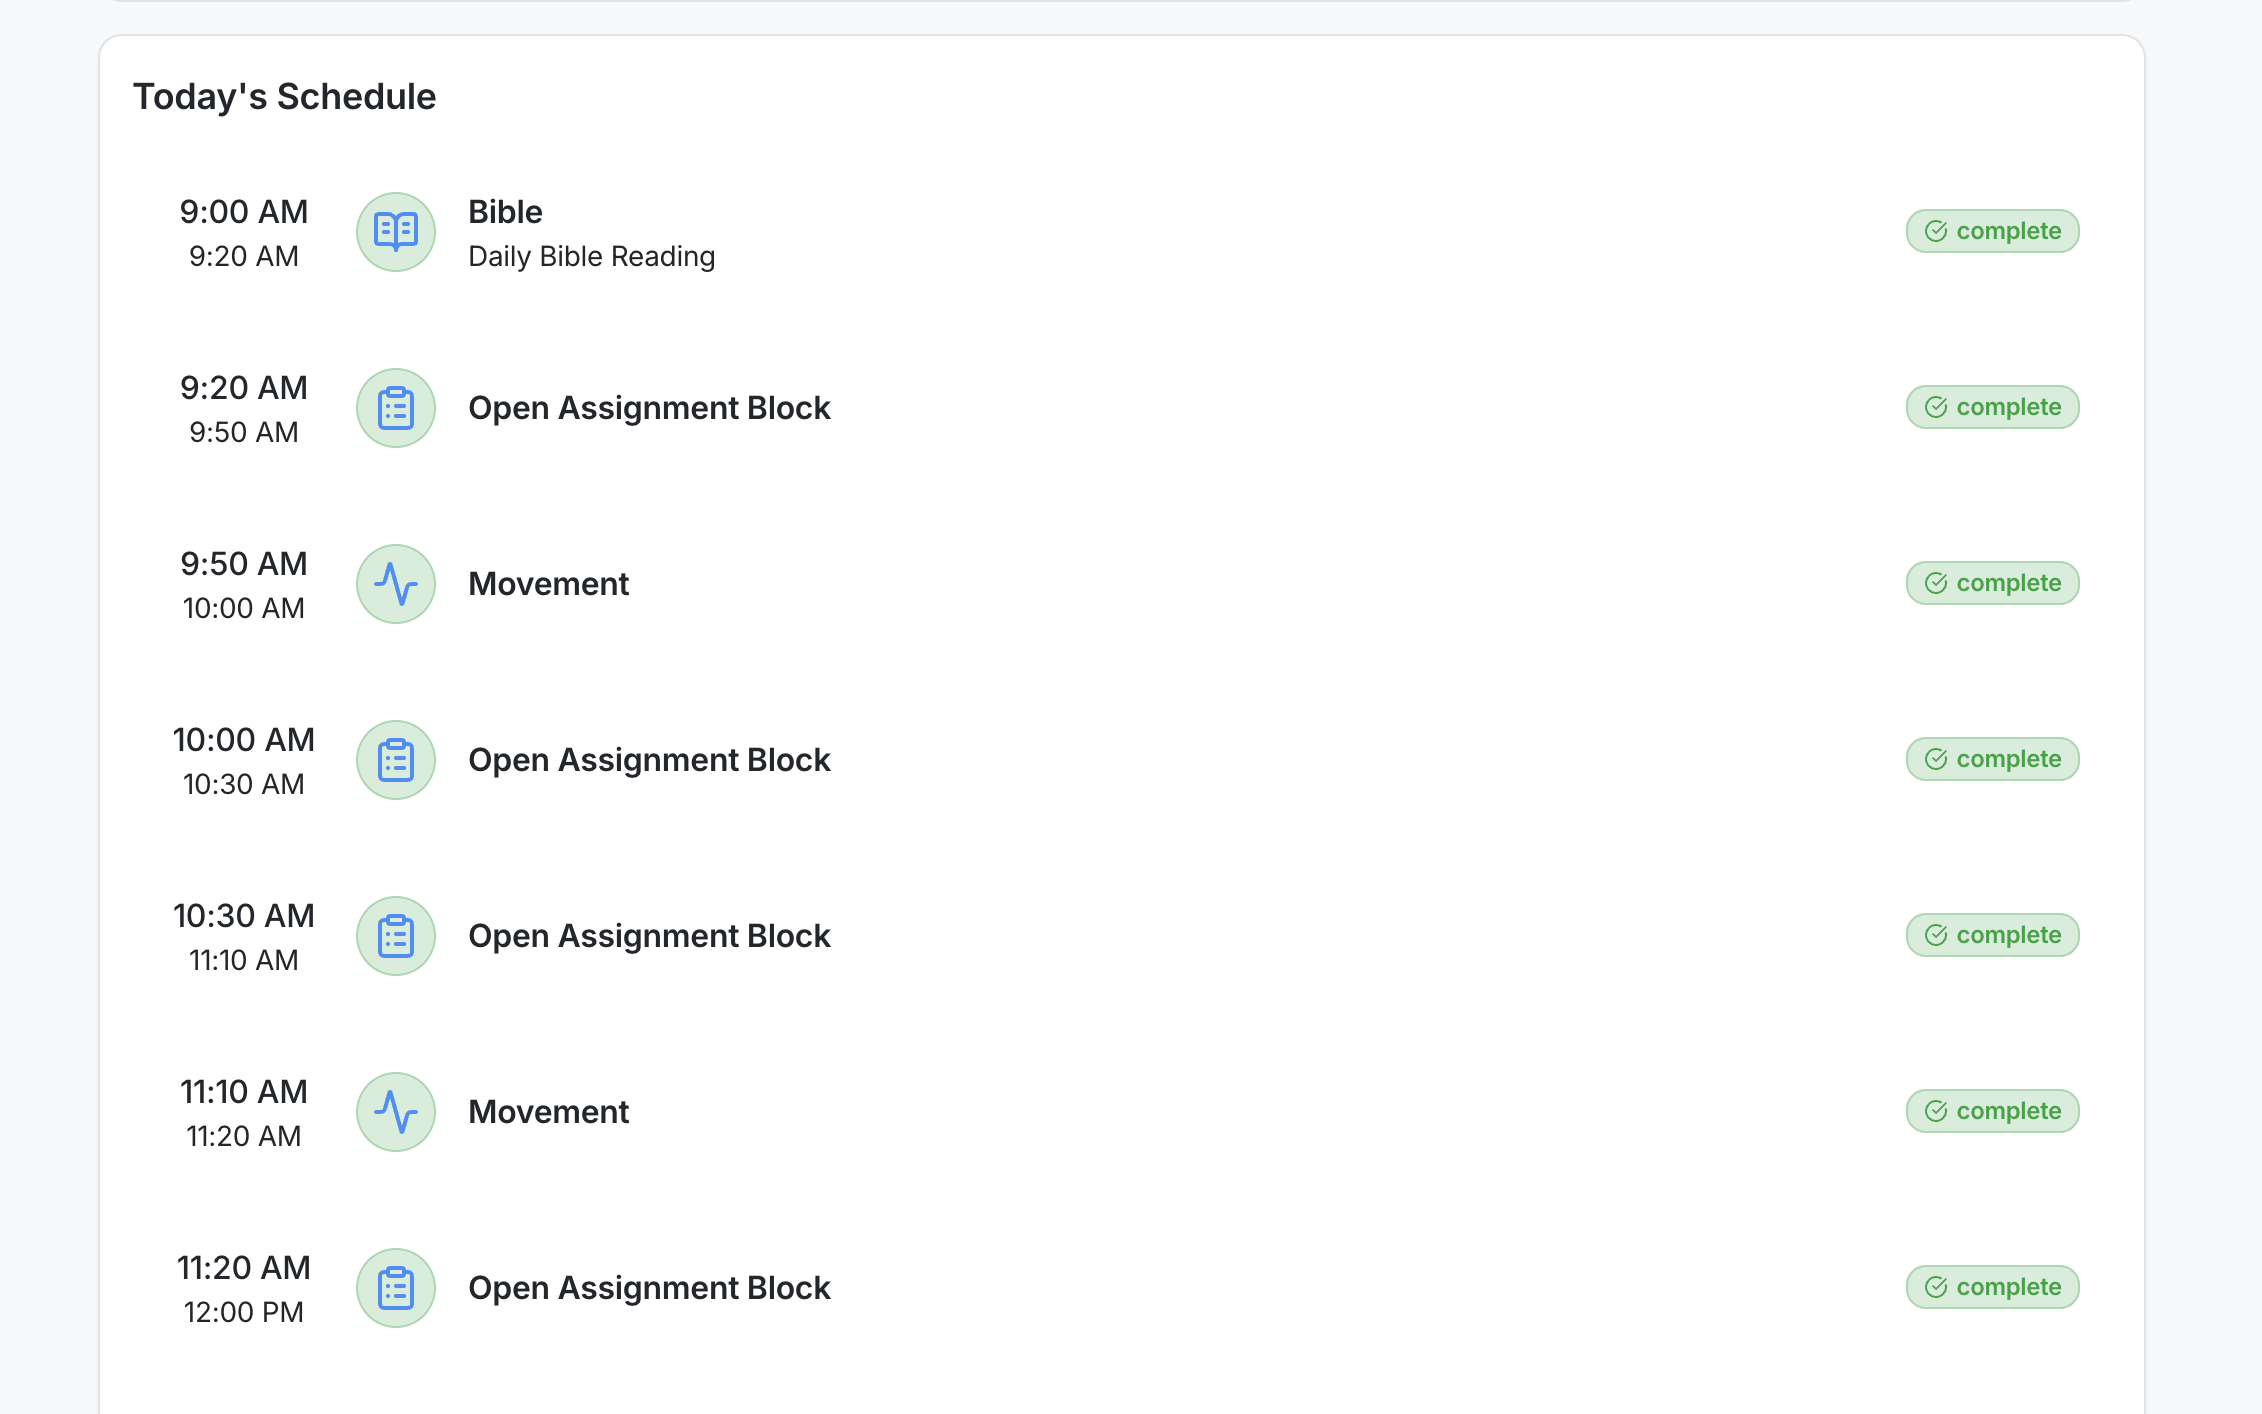 Today's Schedule
9:00 AM
9:20 AM
Bible
Daily Bible Reading
complete
9:20 AM
9:50 AM
Open Assignment Block
complete
9:50 AM
10:00 AM
Movement
complete
10:00 AM
10:30 AM
Open Assignment Block
complete
10:30 AM
11:10 AM
Open Assignment Block
complete
11:10 AM
11:20 AM
Movement
complete
11:20 AM
12:00 PM
Open Assignment Block
complete